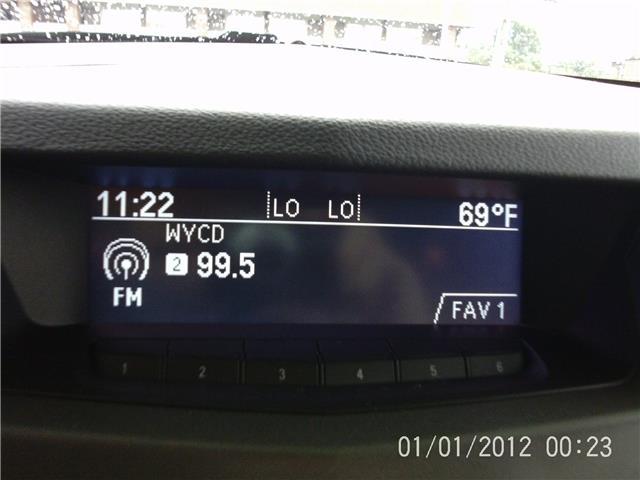 11:22 LO LO 69°F
WYCD
2 99.5
FM
FAV 1
1 2 3 4 5 6
01/01/2012 00:23